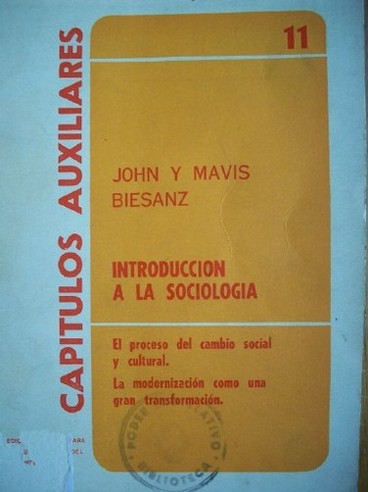 11
CAPITULOS AUXILIARES
JOHN Y MAVIS
BIESANZ
INTRODUCCION
A LA SOCIOLOGIA
El proceso del cambio social
y cultural.
La modernización como una
gran transformación.
PODER
BIBLIOTECA